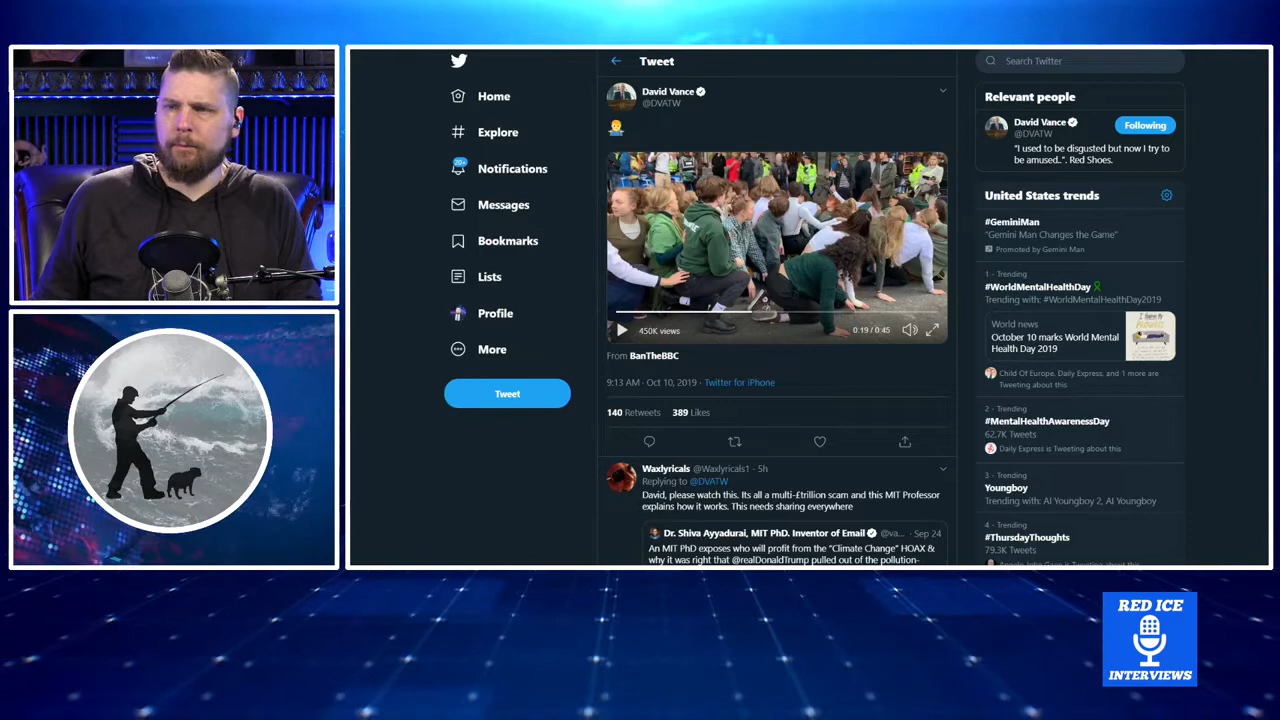 Home
Explore
20+
Notifications
Messages
Bookmarks
Lists
Profile
More
Tweet
Tweet
David Vance
@DVATW
450K views
0:19 / 0:45
From BanTheBBC
9:13 AM · Oct 10, 2019 · Twitter for iPhone
140 Retweets 389 Likes
Waxlyricals @Waxlyricals1 · 5h
Replying to @DVATW
David, please watch this. Its all a multi-£trillion scam and this MIT Professor
explains how it works. This needs sharing everywhere
Dr. Shiva Ayyadurai, MIT PhD. Inventor of Email @va... · Sep 24
An MIT PhD exposes who will profit from the "Climate Change" HOAX &
why it was right that @realDonaldTrump pulled out of the pollution-
Search Twitter
Relevant people
David Vance
@DVATW
Following
"I used to be disgusted but now I try to
be amused..". Red Shoes.
United States trends
#GeminiMan
"Gemini Man Changes the Game"
Promoted by Gemini Man
1 · Trending
#WorldMentalHealthDay
Trending with: #WorldMentalHealthDay2019
World news
October 10 marks World Mental
Health Day 2019
Child Of Europe, Daily Express, and 1 more are
Tweeting about this
2 · Trending
#MentalHealthAwarenessDay
62.7K Tweets
Daily Express is Tweeting about this
3 · Trending
Youngboy
Trending with: AI Youngboy 2, AI Youngboy
4 · Trending
#ThursdayThoughts
79.3K Tweets
RED ICE
INTERVIEWS